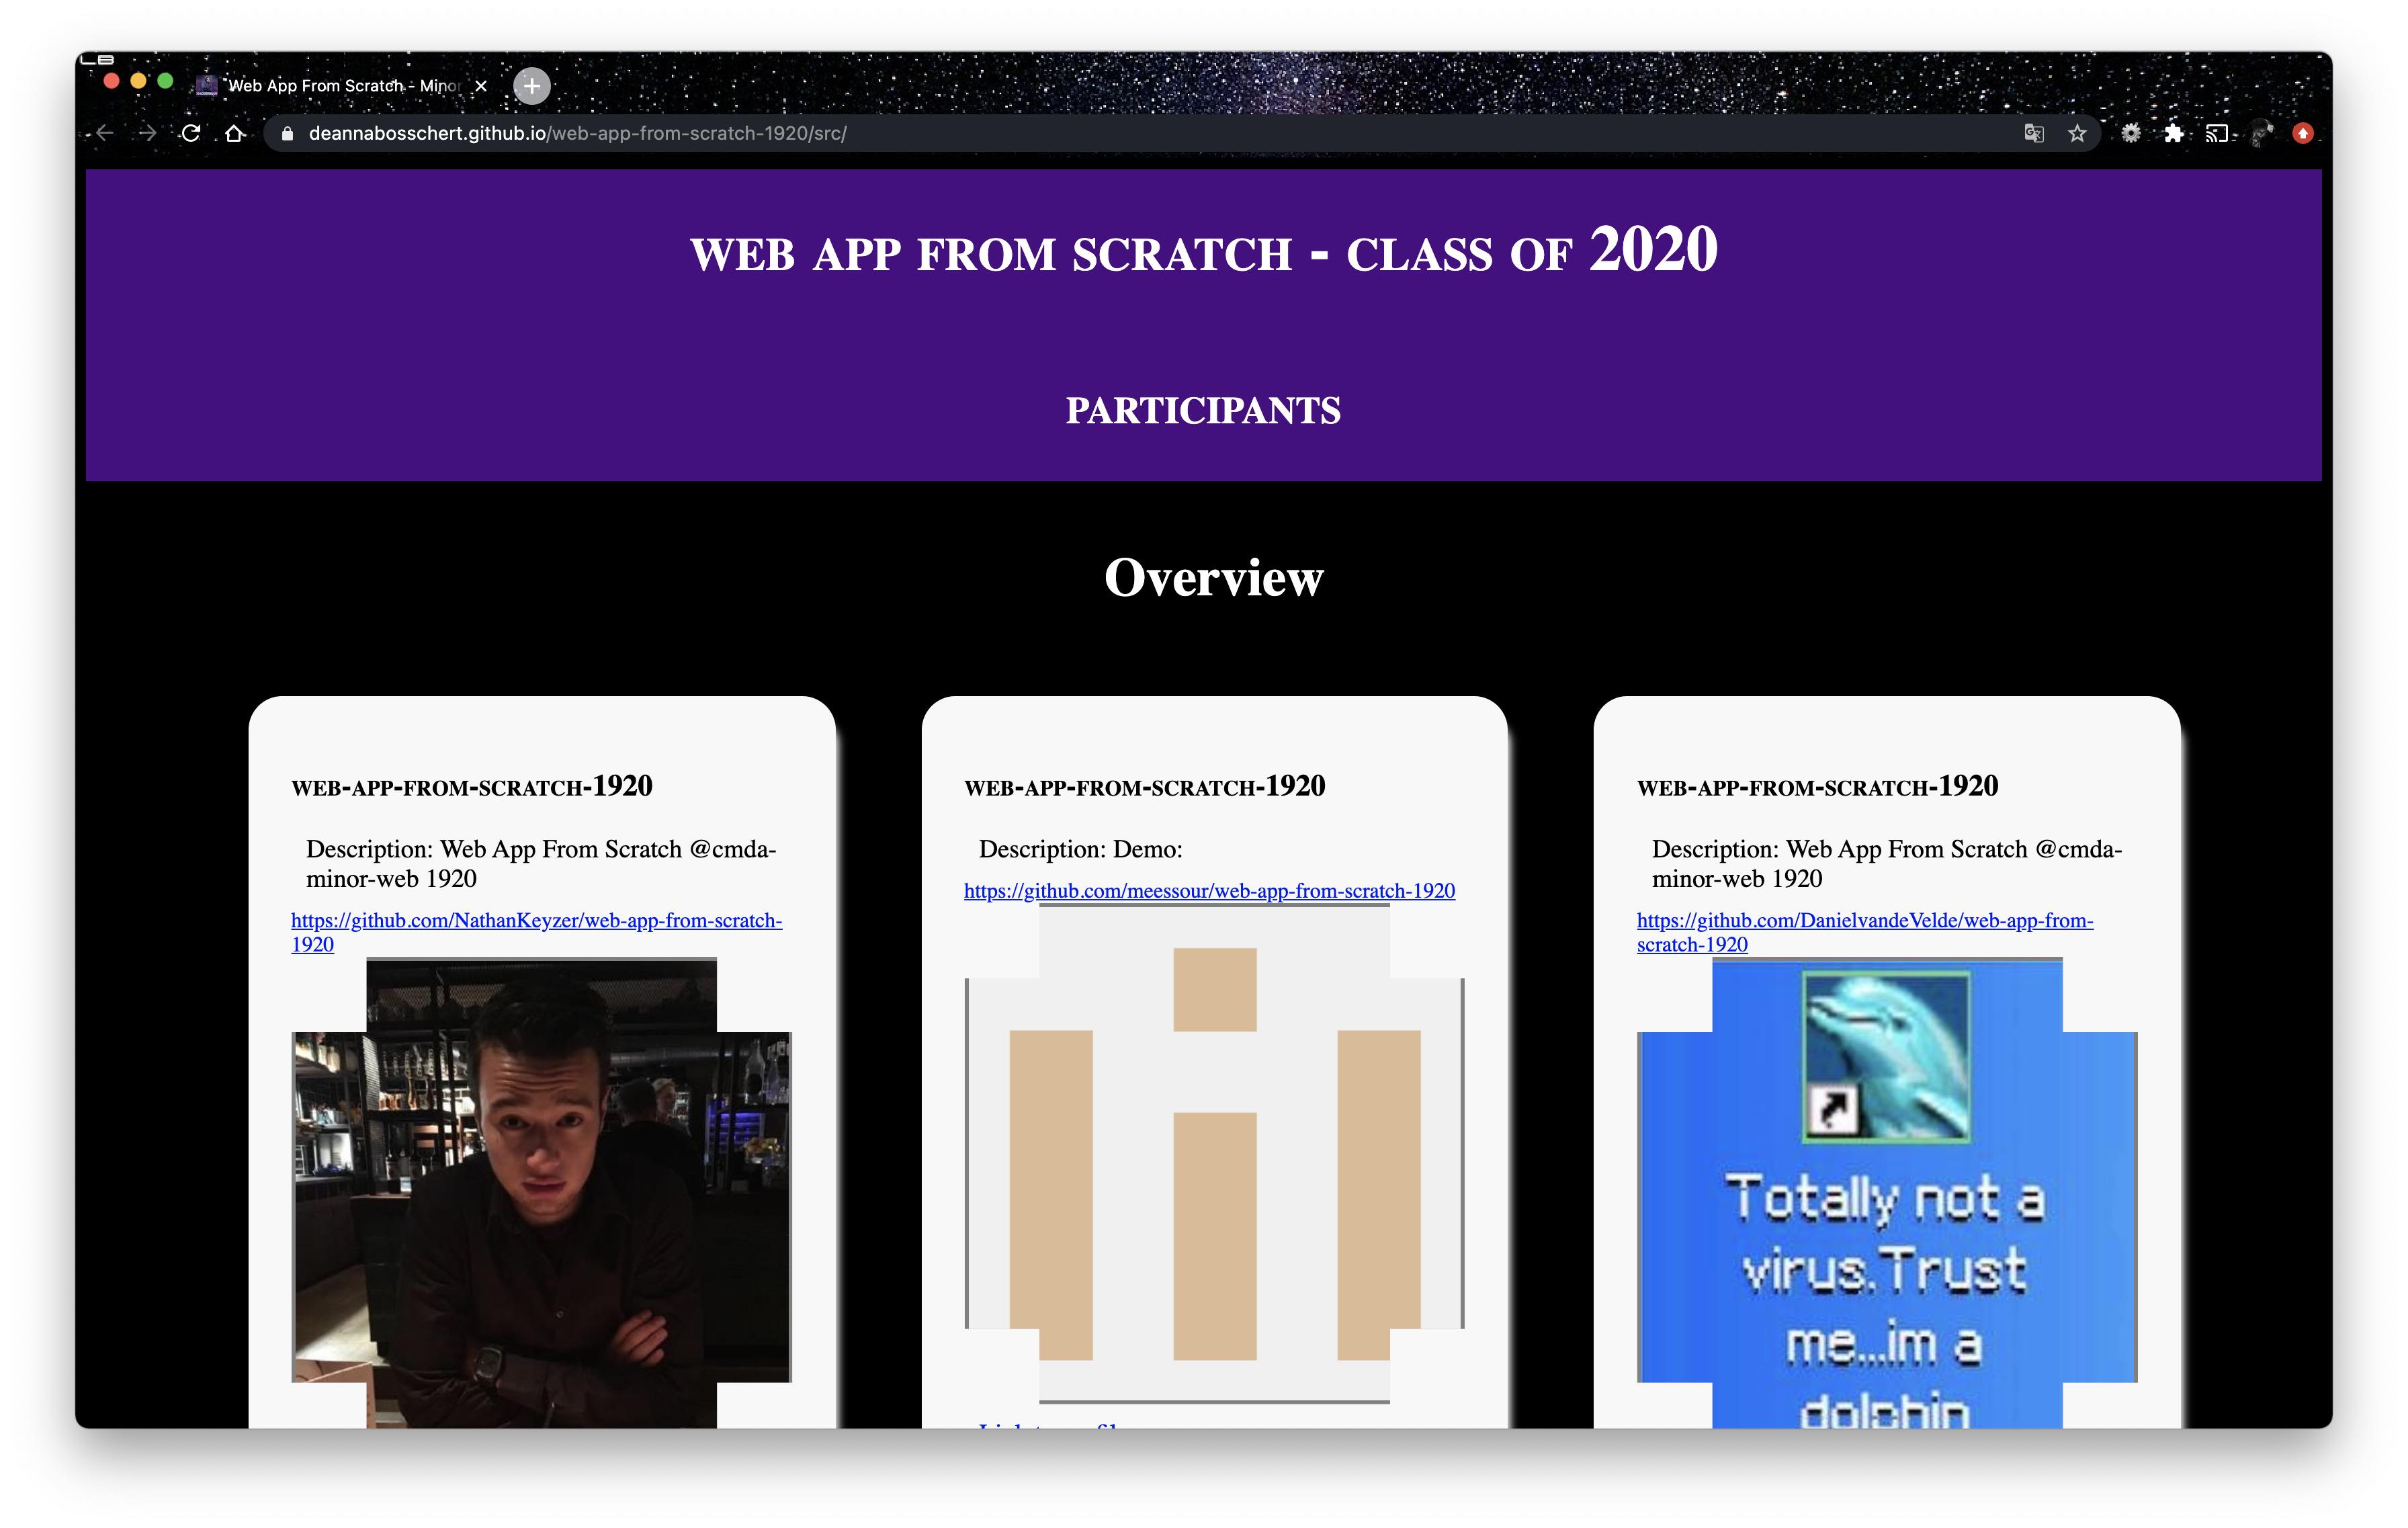 Web App From Scratch - Minor
deannabosschert.github.io/web-app-from-scratch-1920/src/
WEB APP FROM SCRATCH - CLASS OF 2020
PARTICIPANTS
Overview
WEB-APP-FROM-SCRATCH-1920
Description: Web App From Scratch @cmda-
minor-web 1920
https://github.com/NathanKeyzer/web-app-from-scratch-
1920
WEB-APP-FROM-SCRATCH-1920
Description: Demo:
https://github.com/meessour/web-app-from-scratch-1920
WEB-APP-FROM-SCRATCH-1920
Description: Web App From Scratch @cmda-
minor-web 1920
https://github.com/DanielvandeVelde/web-app-from-
scratch-1920
Totally not a
virus.Trust
me...im a
dolphin